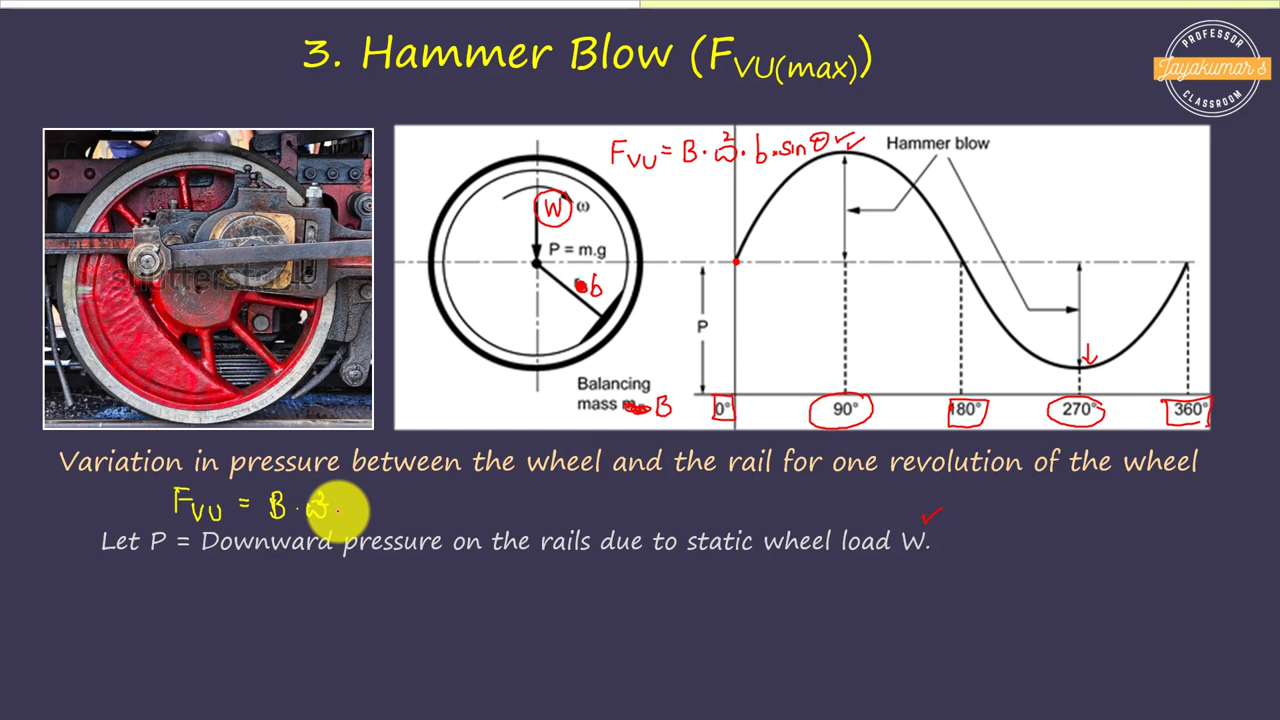 3. Hammer Blow (FVU(max))
PROFESSOR
Jayakumar's
CLASSROOM
FVU = B · ω² · b · sin θ
Hammer blow
W
ω
P = m.g
b
P
Balancing
mass
B
0° 90° 180° 270° 360°
shutterstock
Variation in pressure between the wheel and the rail for one revolution of the wheel
FVU = B · ω² ·
Let P = Downward pressure on the rails due to static wheel load W.